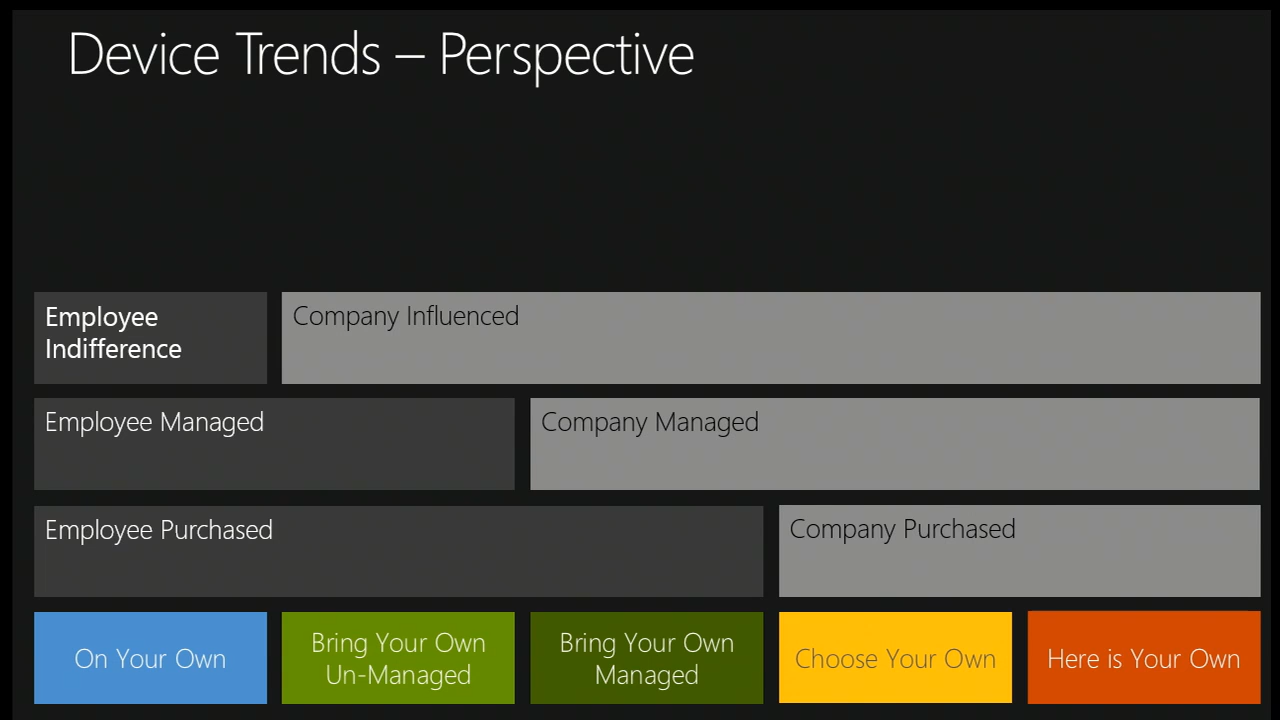 Device Trends – Perspective
Employee
Indifference
Company Influenced
Employee Managed
Company Managed
Employee Purchased
Company Purchased
On Your Own
Bring Your Own
Un-Managed
Bring Your Own
Managed
Choose Your Own
Here is Your Own